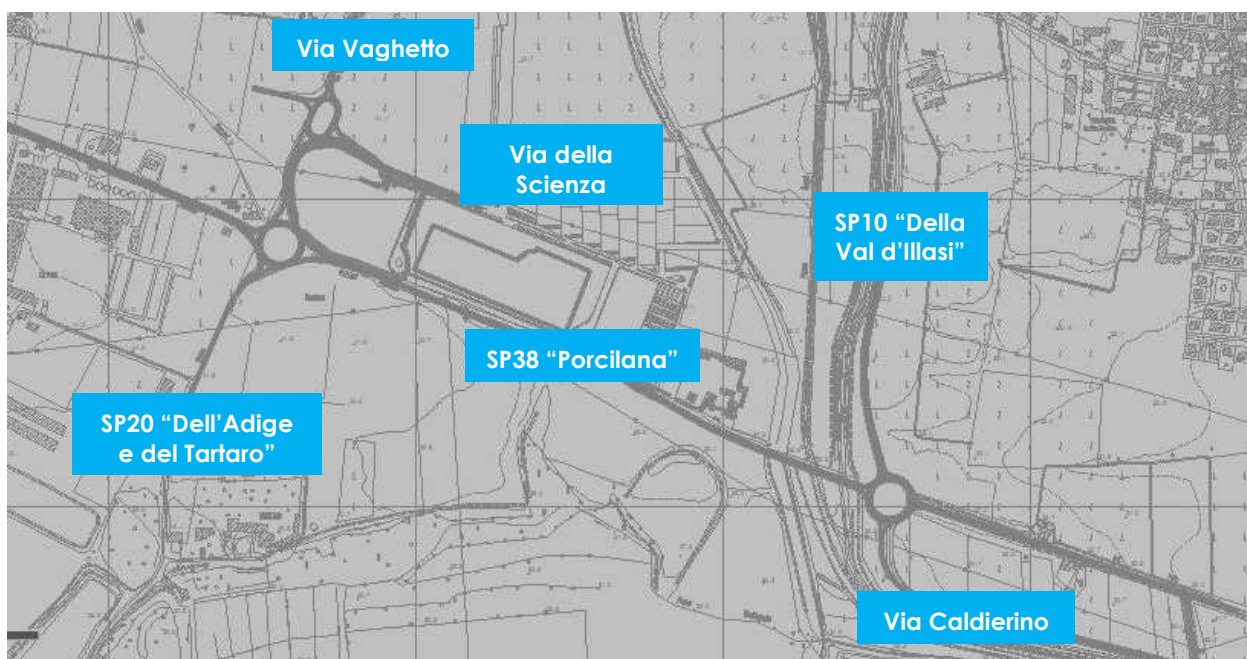 Via Vaghetto
Via della
Scienza
SP10 “Della
Val d’Illasi”
SP38 “Porcilana”
SP20 “Dell’Adige
e del Tartaro”
Via Caldierino